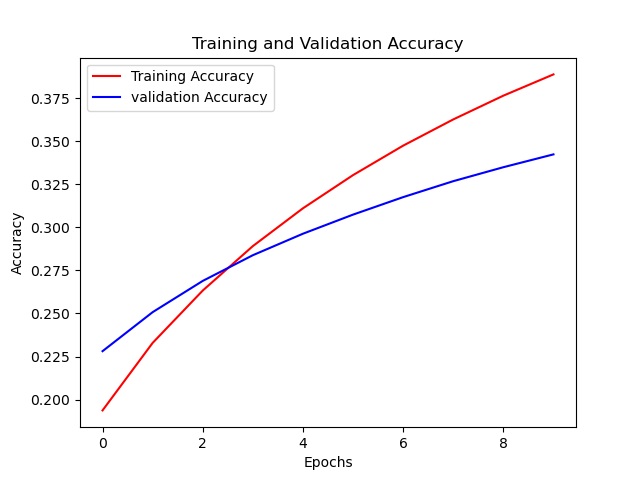 Training and Validation Accuracy
Training Accuracy
validation Accuracy
0.375
0.350
0.325
0.300
0.275
0.250
0.225
0.200
Accuracy
0 2 4 6 8
Epochs